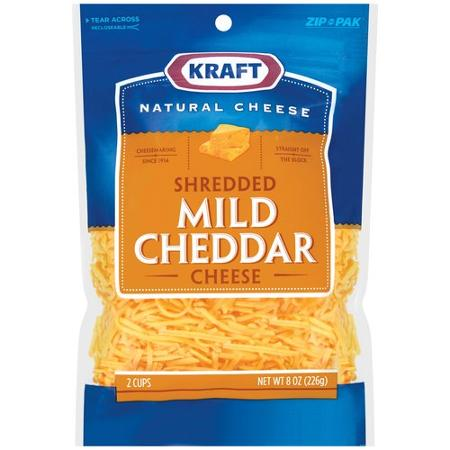 TEAR ACROSS
RECLOSEABLE
ZIP PAK®
KRAFT
NATURAL CHEESE
CHEESEMAKING
SINCE 1914
STRAIGHT OFF
THE BLOCK
SHREDDED
MILD
CHEDDAR
CHEESE
2 CUPS
NET WT 8 OZ (226g)